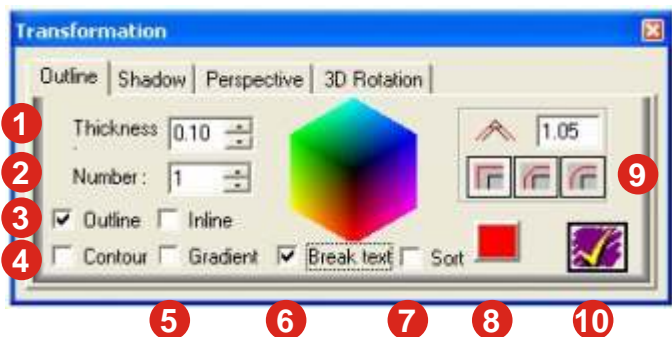 Transformation
Outline Shadow Perspective 3D Rotation
1 Thickness : 0.10 1.05
2 Number : 1 9
3 Outline Inline
4 Contour Gradient Break text Sort
5 6 7 8 10